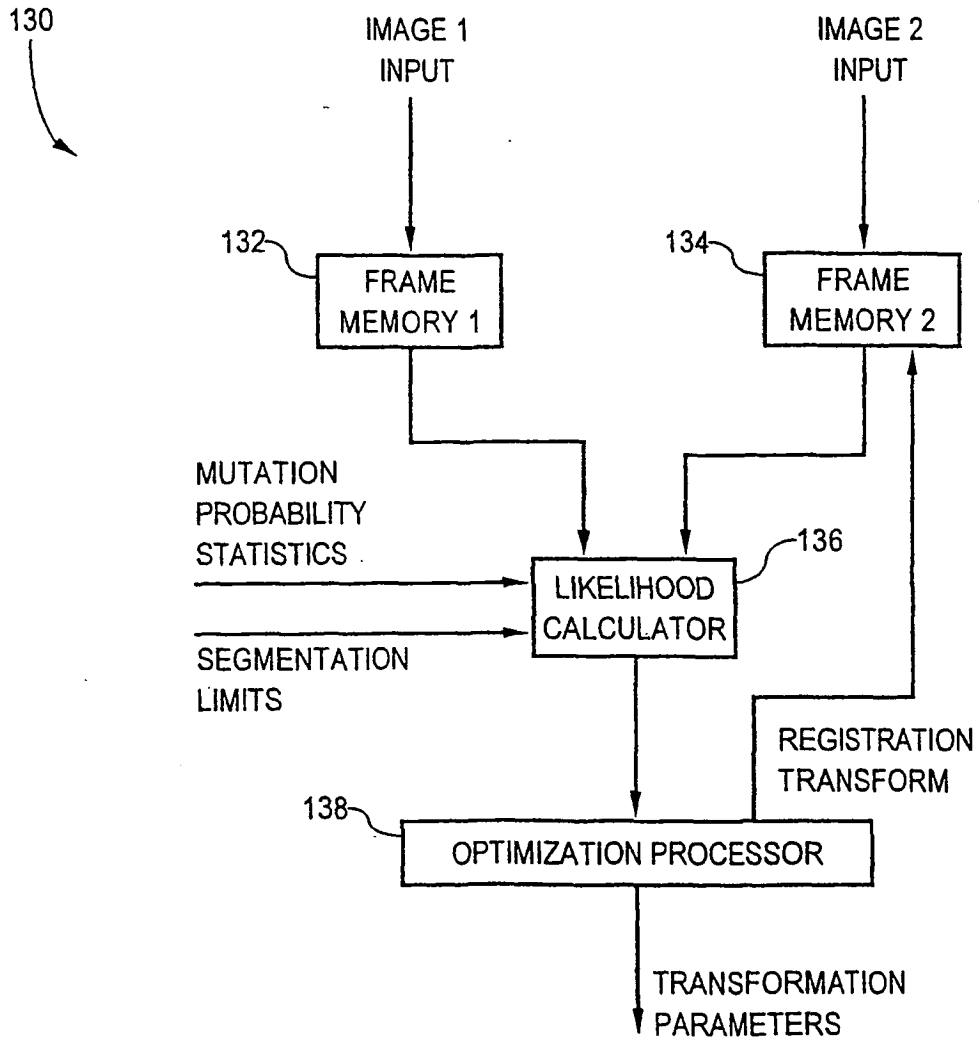 130
IMAGE 1
INPUT
IMAGE 2
INPUT
132
FRAME
MEMORY 1
134
FRAME
MEMORY 2
MUTATION
PROBABILITY
STATISTICS
136
LIKELIHOOD
CALCULATOR
SEGMENTATION
LIMITS
REGISTRATION
TRANSFORM
138
OPTIMIZATION PROCESSOR
TRANSFORMATION
PARAMETERS